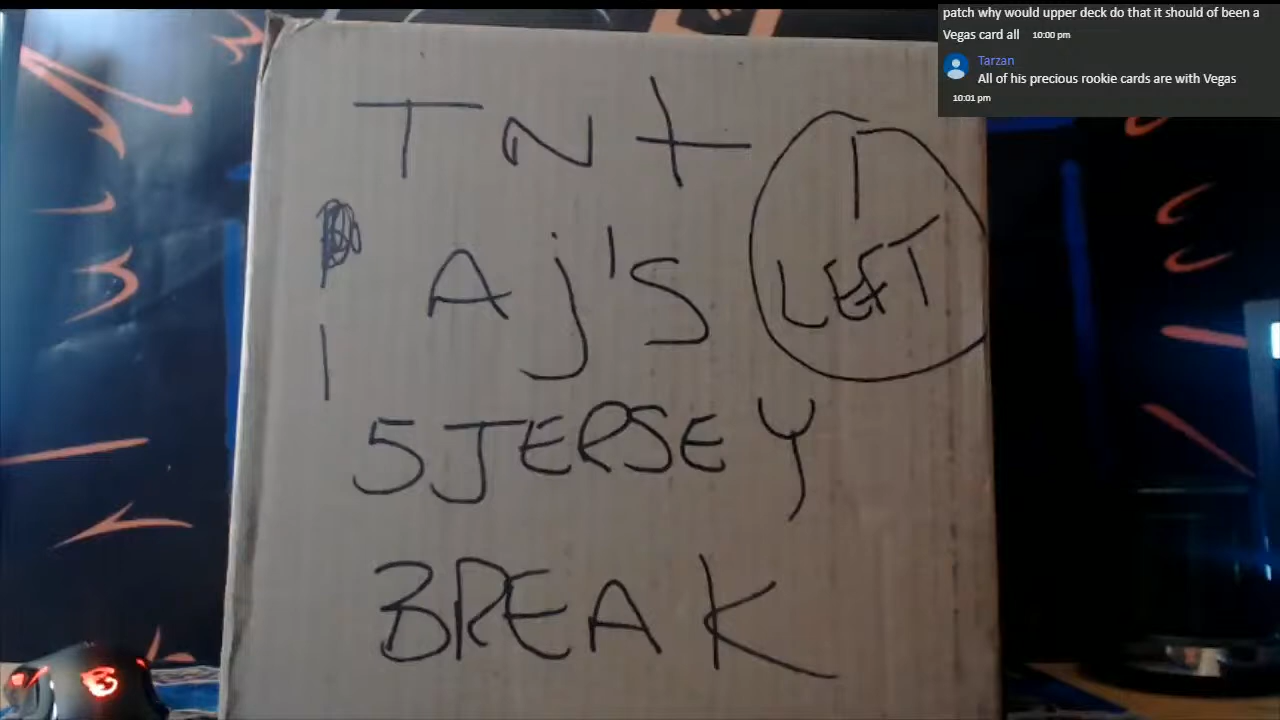 patch why would upper deck do that it should of been a
Vegas card all 10:00 pm
Tarzan
All of his precious rookie cards are with Vegas
10:01 pm
TNT
1
LEFT
AJ'S
5 JERSEY
BREAK